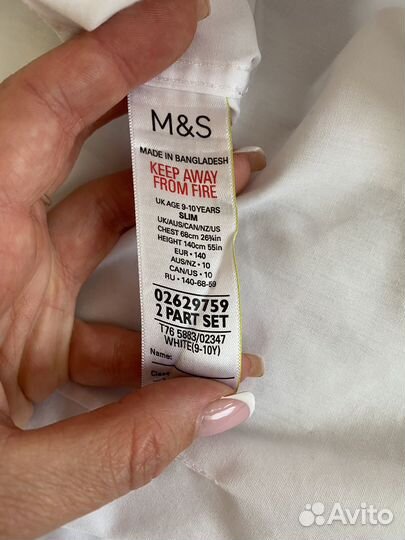 M&S
MADE IN BANGLADESH
KEEP AWAY
FROM FIRE
UK AGE 9-10YEARS
SLIM
UK/AUS/CAN/NZ/US
CHEST 68cm 26¾in
HEIGHT 140cm 55in
EUR • 140
AUS/NZ • 10
CAN/US • 10
RU • 140-68-59
02629759
2 PART SET
T76 5883/02347
WHITE(9-10Y)
Name:
Class
Avito